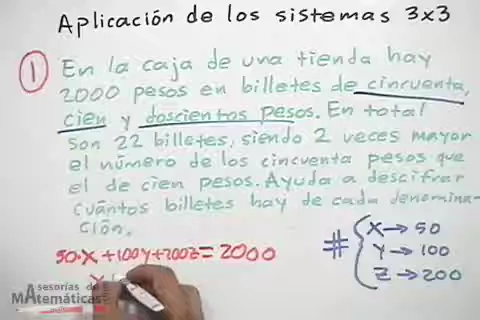 Aplicación de los sistemas 3x3
1 En la caja de una tienda hay
2000 pesos en billetes de cincuenta,
cien y doscientos pesos. En total
son 22 billetes, siendo 2 veces mayor
el número de los cincuenta pesos que
el de cien pesos. Ayuda a descifrar
cuántos billetes hay de cada denomina-
ción.
50·X+100Y+200Z=2000
X+
# { X→50
Y→100
Z→200
Asesorías de
Matemáticas